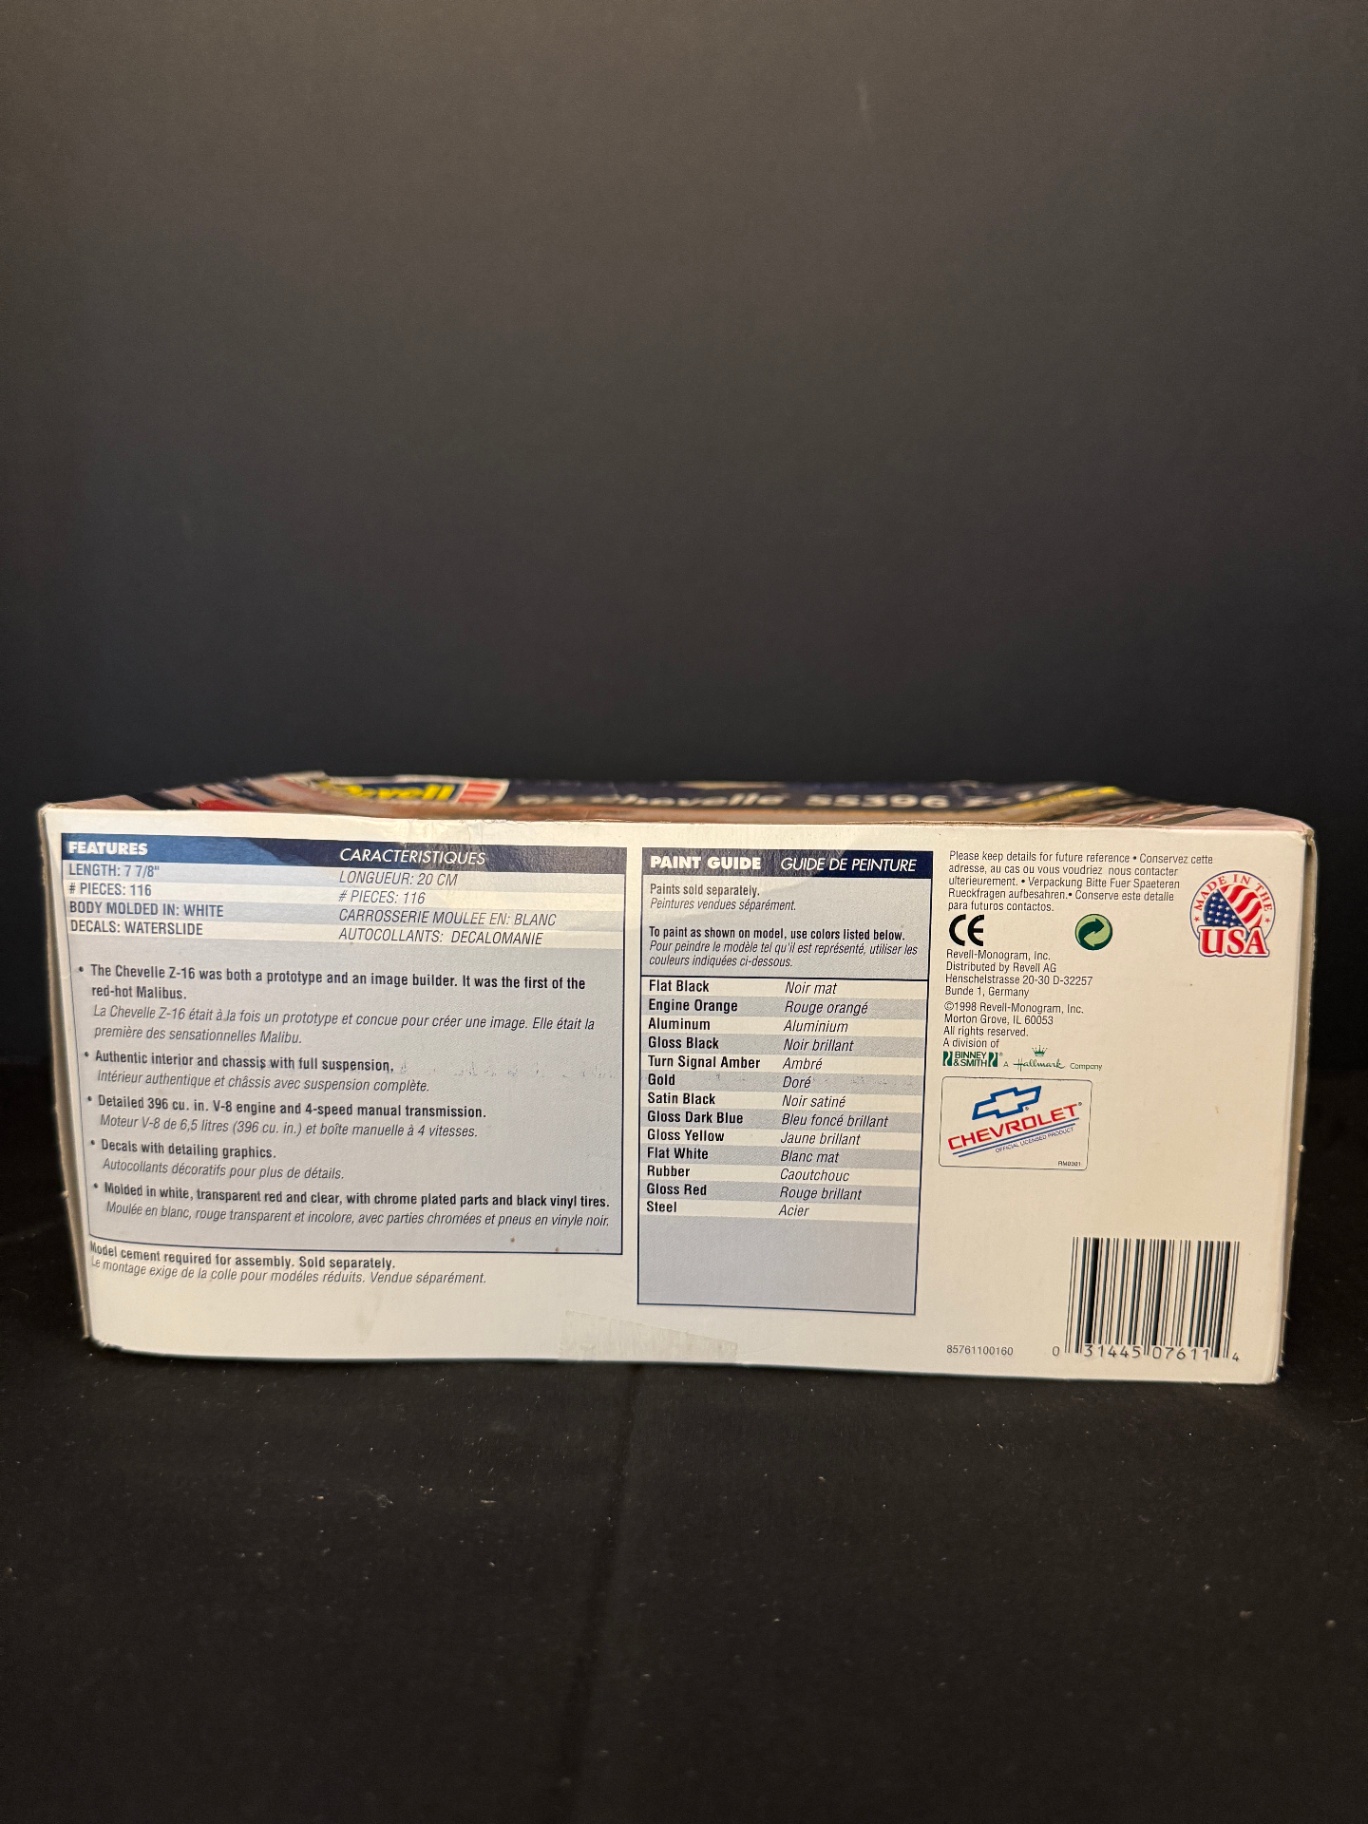 Revell
Chevelle SS396 Z-16
FEATURES CARACTERISTIQUES
LENGTH: 7 7/8" LONGUEUR: 20 CM
# PIECES: 116 # PIECES: 116
BODY MOLDED IN: WHITE CARROSSERIE MOULEE EN: BLANC
DECALS: WATERSLIDE AUTOCOLLANTS: DECALOMANIE
• The Chevelle Z-16 was both a prototype and an image builder. It was the first of the
red-hot Malibus.
La Chevelle Z-16 était à la fois un prototype et concue pour créer une image. Elle était la
première des sensationnelles Malibu.
• Authentic interior and chassis with full suspension.
Intérieur authentique et châssis avec suspension complète.
• Detailed 396 cu. in. V-8 engine and 4-speed manual transmission.
Moteur V-8 de 6,5 litres (396 cu. in.) et boîte manuelle à 4 vitesses.
• Decals with detailing graphics.
Autocollants décoratifs pour plus de détails.
• Molded in white, transparent red and clear, with chrome plated parts and black vinyl tires.
Moulée en blanc, rouge transparent et incolore, avec parties chromées et pneus en vinyle noir.
Model cement required for assembly. Sold separately.
Le montage exige de la colle pour modéles réduits. Vendue séparément.
PAINT GUIDE GUIDE DE PEINTURE
Paints sold separately.
Peintures vendues séparément.
To paint as shown on model, use colors listed below.
Pour peindre le modèle tel qu'il est représenté, utiliser les
couleurs indiquées ci-dessous.
Flat Black Noir mat
Engine Orange Rouge orangé
Aluminum Aluminium
Gloss Black Noir brillant
Turn Signal Amber Ambré
Gold Doré
Satin Black Noir satiné
Gloss Dark Blue Bleu foncé brillant
Gloss Yellow Jaune brillant
Flat White Blanc mat
Rubber Caoutchouc
Gloss Red Rouge brillant
Steel Acier
Please keep details for future reference • Conservez cette
adresse, au cas ou vous voudriez nous contacter
ulterieurement. • Verpackung Bitte Fuer Spaeteren
Rueckfragen aufbesahren. • Conserve este detalle
para futuros contactos.
MADE IN THE
USA
CE
Revell-Monogram, Inc.
Distributed by Revell AG
Henschelstrasse 20-30 D-32257
Bunde 1, Germany
©1998 Revell-Monogram, Inc.
Morton Grove, IL 60053
All rights reserved.
A division of
BINNEY & SMITH® A Hallmark Company
CHEVROLET
OFFICIAL LICENSED PRODUCT
RM0301
85761100160
0 31445 07611 4